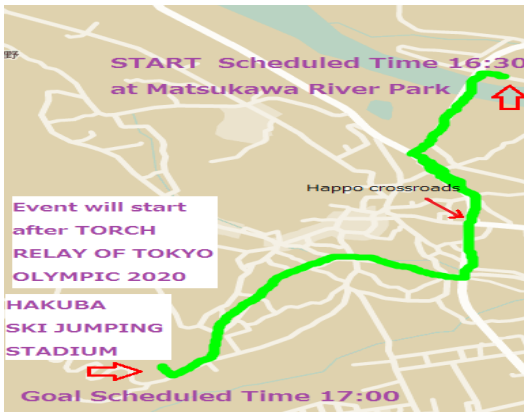 野
START Scheduled Time 16:30
at Matsukawa River Park
Happo crossroads
Event will start
after TORCH
RELAY OF TOKYO
OLYMPIC 2020
HAKUBA
SKI JUMPING
STADIUM
Goal Scheduled Time 17:00